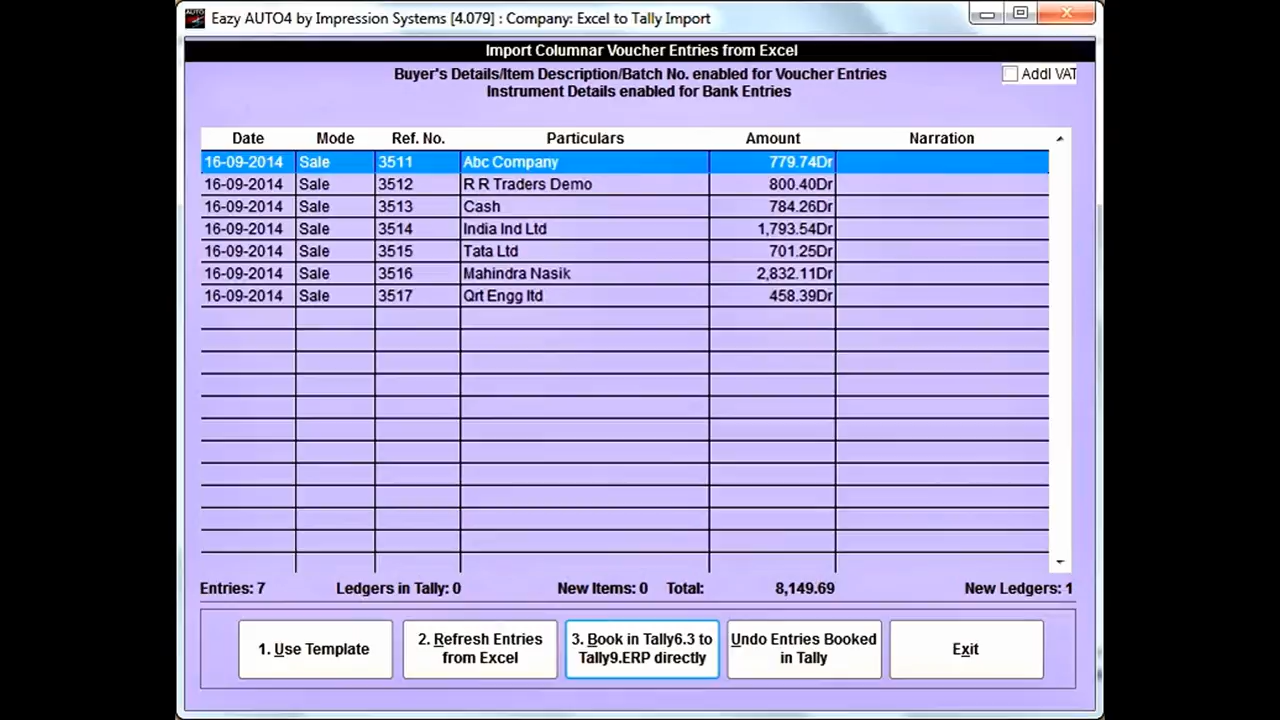 Eazy AUTO4 by Impression Systems [4.079] : Company: Excel to Tally Import
Import Columnar Voucher Entries from Excel
Buyer's Details/Item Description/Batch No. enabled for Voucher Entries
Addl VAT
Instrument Details enabled for Bank Entries
Date Mode Ref. No. Particulars Amount Narration
16-09-2014 Sale 3511 Abc Company 779.74Dr
16-09-2014 Sale 3512 R R Traders Demo 800.40Dr
16-09-2014 Sale 3513 Cash 784.26Dr
16-09-2014 Sale 3514 India Ind Ltd 1,793.54Dr
16-09-2014 Sale 3515 Tata Ltd 701.25Dr
16-09-2014 Sale 3516 Mahindra Nasik 2,832.11Dr
16-09-2014 Sale 3517 Qrt Engg ltd 458.39Dr
Entries: 7 Ledgers in Tally: 0 New Items: 0 Total: 8,149.69 New Ledgers: 1
1. Use Template
2. Refresh Entries
from Excel
3. Book in Tally6.3 to
Tally9.ERP directly
Undo Entries Booked
in Tally
Exit